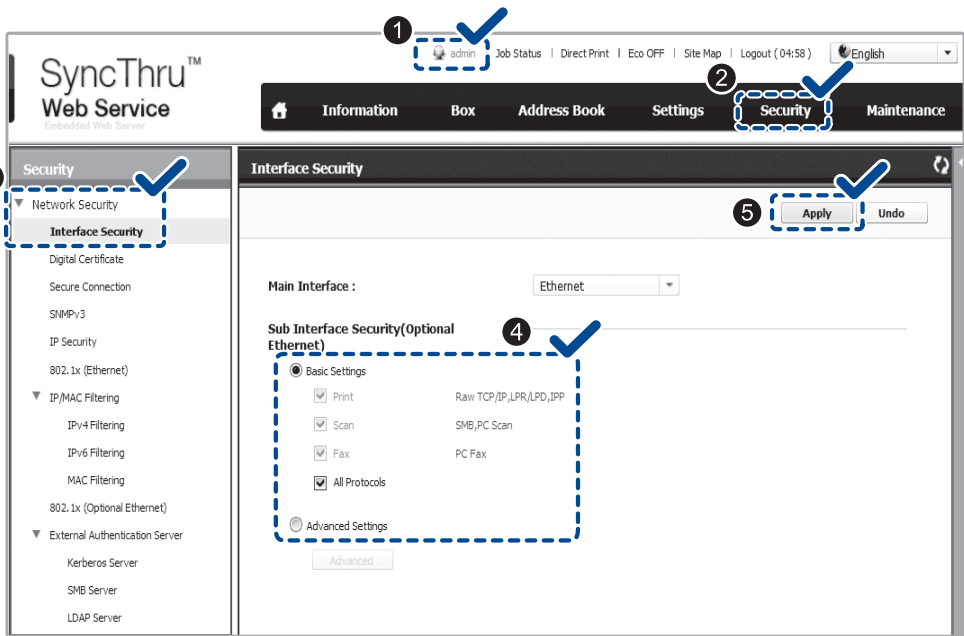 1
admin Job Status | Direct Print | Eco OFF | Site Map | Logout ( 04:58 ) English
SyncThru™
Web Service
Embedded Web Server
2
Information Box Address Book Settings Security Maintenance
Security
Interface Security
Network Security
Interface Security
Digital Certificate
Secure Connection
SNMPv3
IP Security
802.1x (Ethernet)
IP/MAC Filtering
IPv4 Filtering
IPv6 Filtering
MAC Filtering
802.1x (Optional Ethernet)
External Authentication Server
Kerberos Server
SMB Server
LDAP Server
5 Apply Undo
Main Interface : Ethernet
Sub Interface Security(Optional
Ethernet)
4
Basic Settings
Print Raw TCP/IP,LPR/LPD,IPP
Scan SMB,PC Scan
Fax PC Fax
All Protocols
Advanced Settings
Advanced